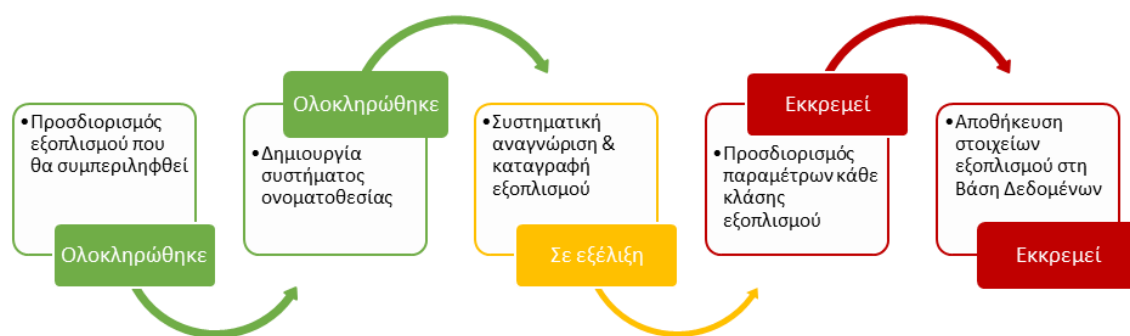 •Προσδιορισμός
εξοπλισμού που
θα συμπεριληφθεί
Ολοκληρώθηκε
Ολοκληρώθηκε
•Δημιουργία
συστήματος
ονοματοθεσίας
•Συστηματική
αναγνώριση &
καταγραφή
εξοπλισμού
Σε εξέλιξη
Εκκρεμεί
•Προσδιορισμός
παραμέτρων κάθε
κλάσης
εξοπλισμού
•Αποθήκευση
στοιχείων
εξοπλισμού στη
Βάση Δεδομένων
Εκκρεμεί